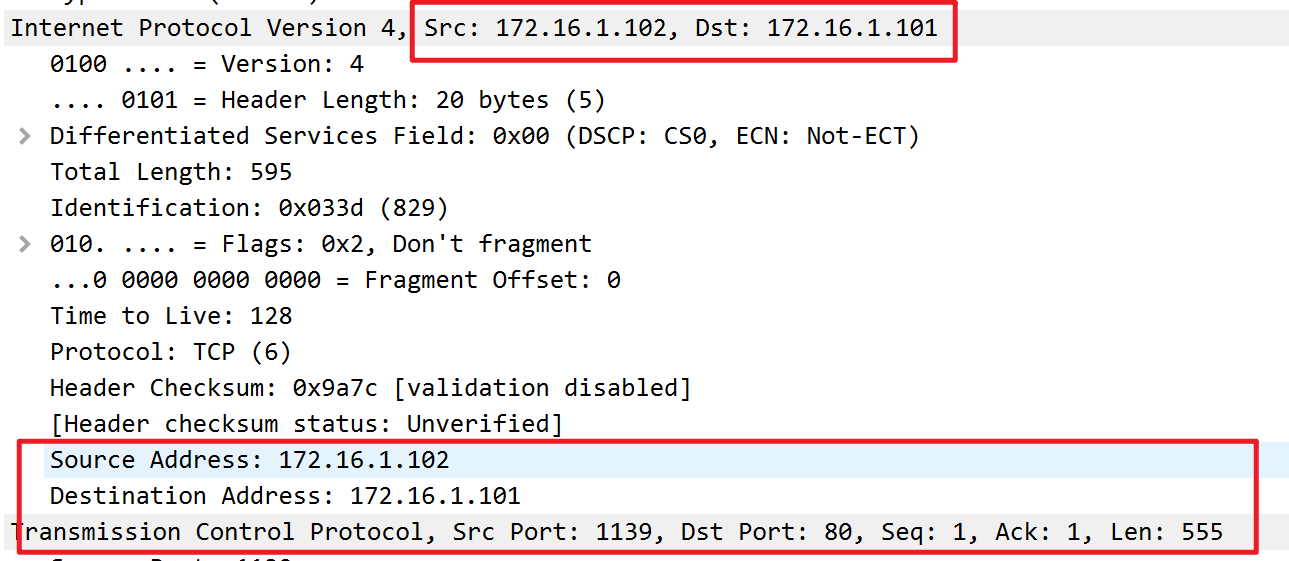 Internet Protocol Version 4, Src: 172.16.1.102, Dst: 172.16.1.101
0100 .... = Version: 4
.... 0101 = Header Length: 20 bytes (5)
Differentiated Services Field: 0x00 (DSCP: CS0, ECN: Not-ECT)
Total Length: 595
Identification: 0x033d (829)
010. .... = Flags: 0x2, Don't fragment
...0 0000 0000 0000 = Fragment Offset: 0
Time to Live: 128
Protocol: TCP (6)
Header Checksum: 0x9a7c [validation disabled]
[Header checksum status: Unverified]
Source Address: 172.16.1.102
Destination Address: 172.16.1.101
Transmission Control Protocol, Src Port: 1139, Dst Port: 80, Seq: 1, Ack: 1, Len: 555